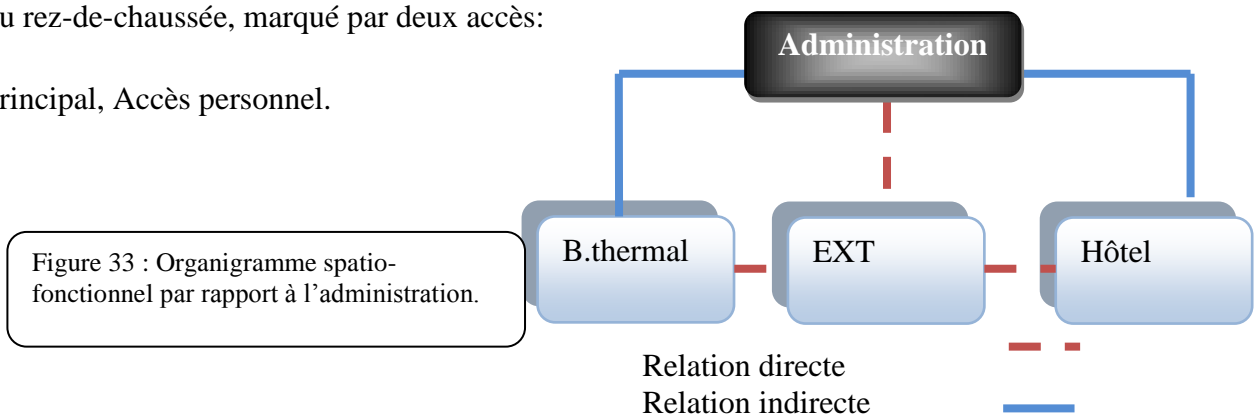 u rez-de-chaussée, marqué par deux accès:
rincipal, Accès personnel.
Administration
B.thermal
EXT
Hôtel
Figure 33 : Organigramme spatio-
fonctionnel par rapport à l’administration.
Relation directe
Relation indirecte